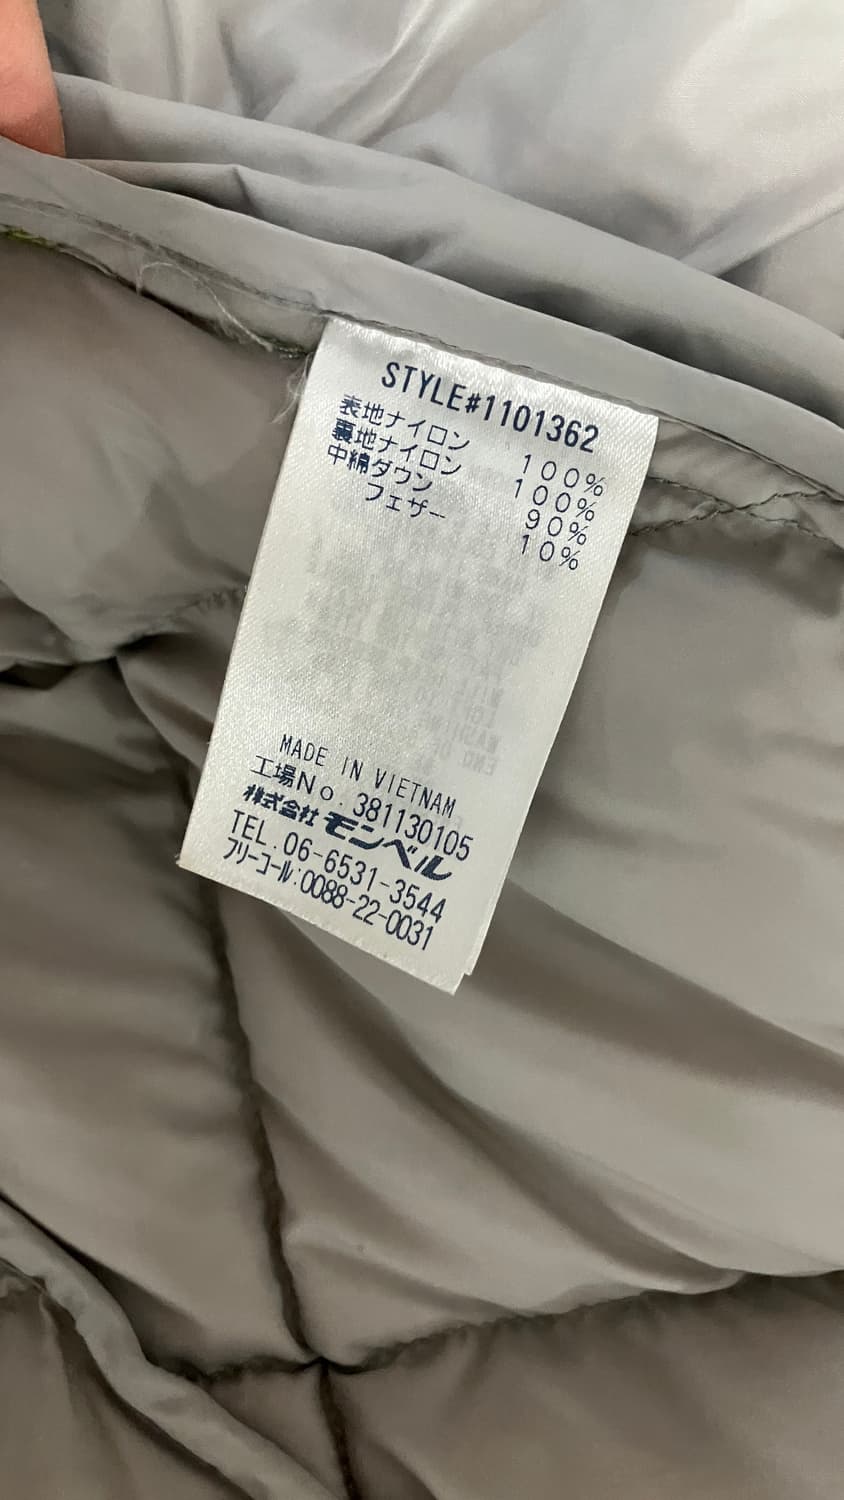 STYLE#1101362
表地ナイロン 100%
裏地ナイロン 100%
中綿ダウン 90%
フェザー 10%
MADE IN VIETNAM
工場No. 381130105
株式会社モンベル
TEL. 06-6531-3544
フリーコール:0088-22-0031